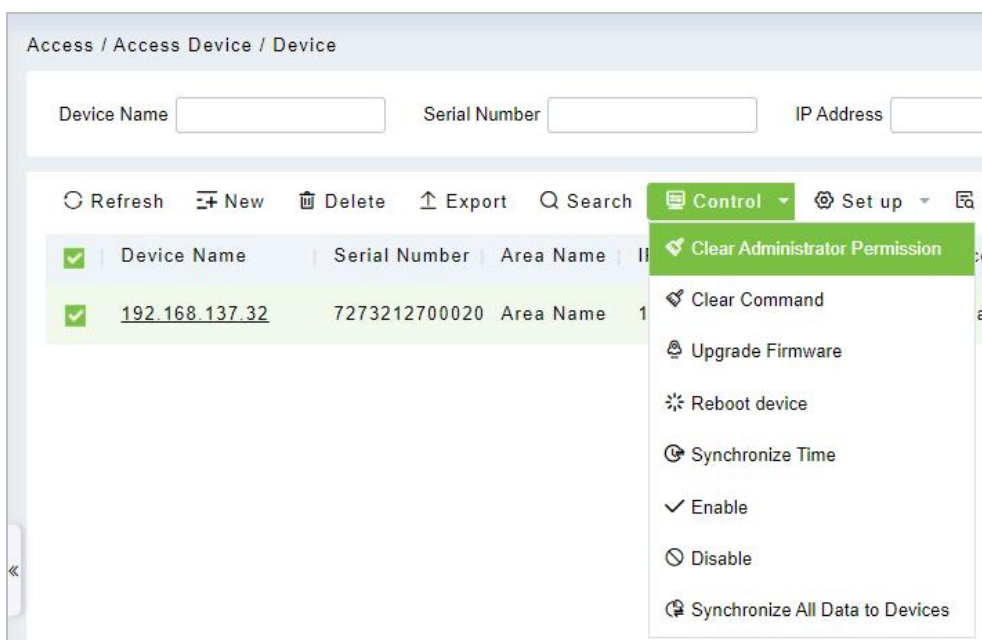 Access / Access Device / Device
Device Name Serial Number IP Address
Refresh New Delete Export Search Control Set up
Device Name Serial Number Area Name
Clear Administrator Permission
192.168.137.32 7273212700020 Area Name 1
Clear Command
Upgrade Firmware
Reboot device
Synchronize Time
Enable
Disable
Synchronize All Data to Devices